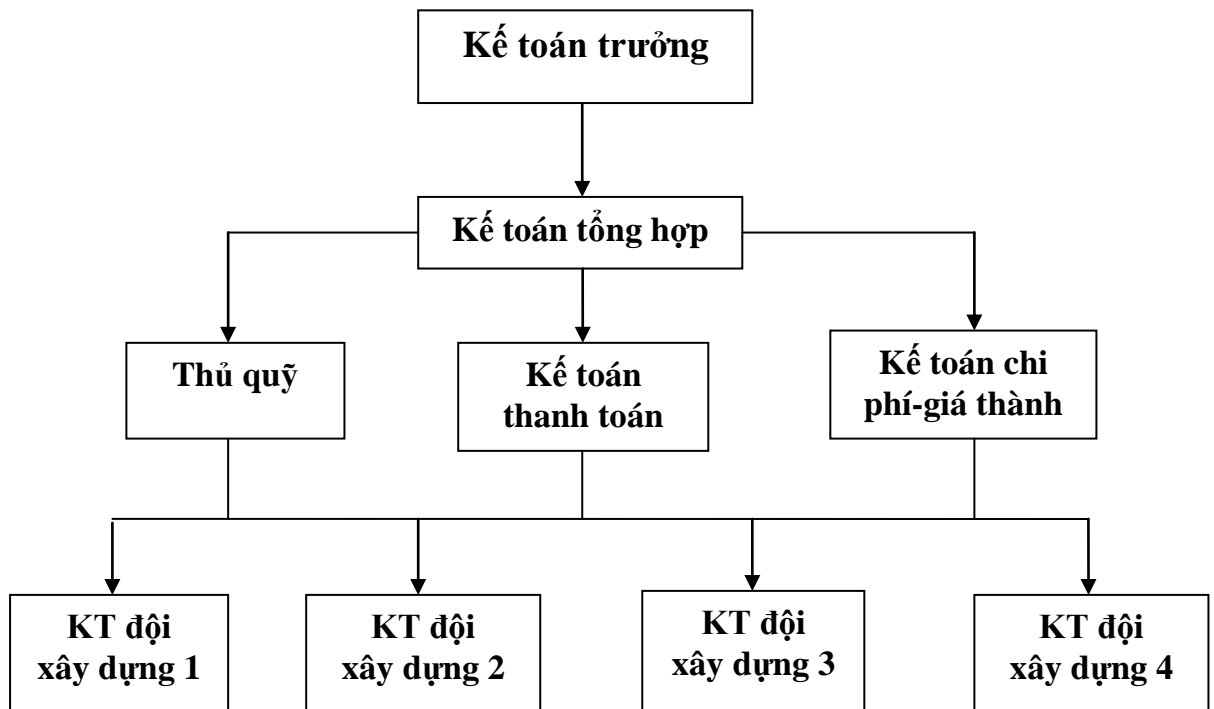 Kế toán trưởng
Kế toán tổng hợp
Thủ quỹ
Kế toán
thanh toán
Kế toán chi
phí-giá thành
KT đội
xây dựng 1
KT đội
xây dựng 2
KT đội
xây dựng 3
KT đội
xây dựng 4